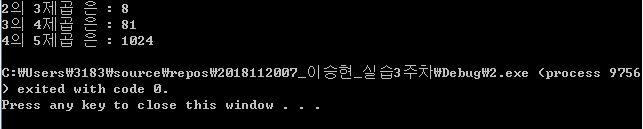 2의 3제곱 은 : 8
3의 4제곱 은 : 81
4의 5제곱 은 : 1024
C:₩Users₩3183₩source₩repos₩2018112007_이승현_실습3주차₩Debug₩2.exe (process 9756
) exited with code 0.
Press any key to close this window . . .